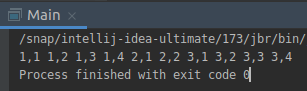 Main
/snap/intellij-idea-ultimate/173/jbr/bin/
1,1 1,2 1,3 1,4 2,1 2,2 3,1 3,2 3,3 3,4
Process finished with exit code 0